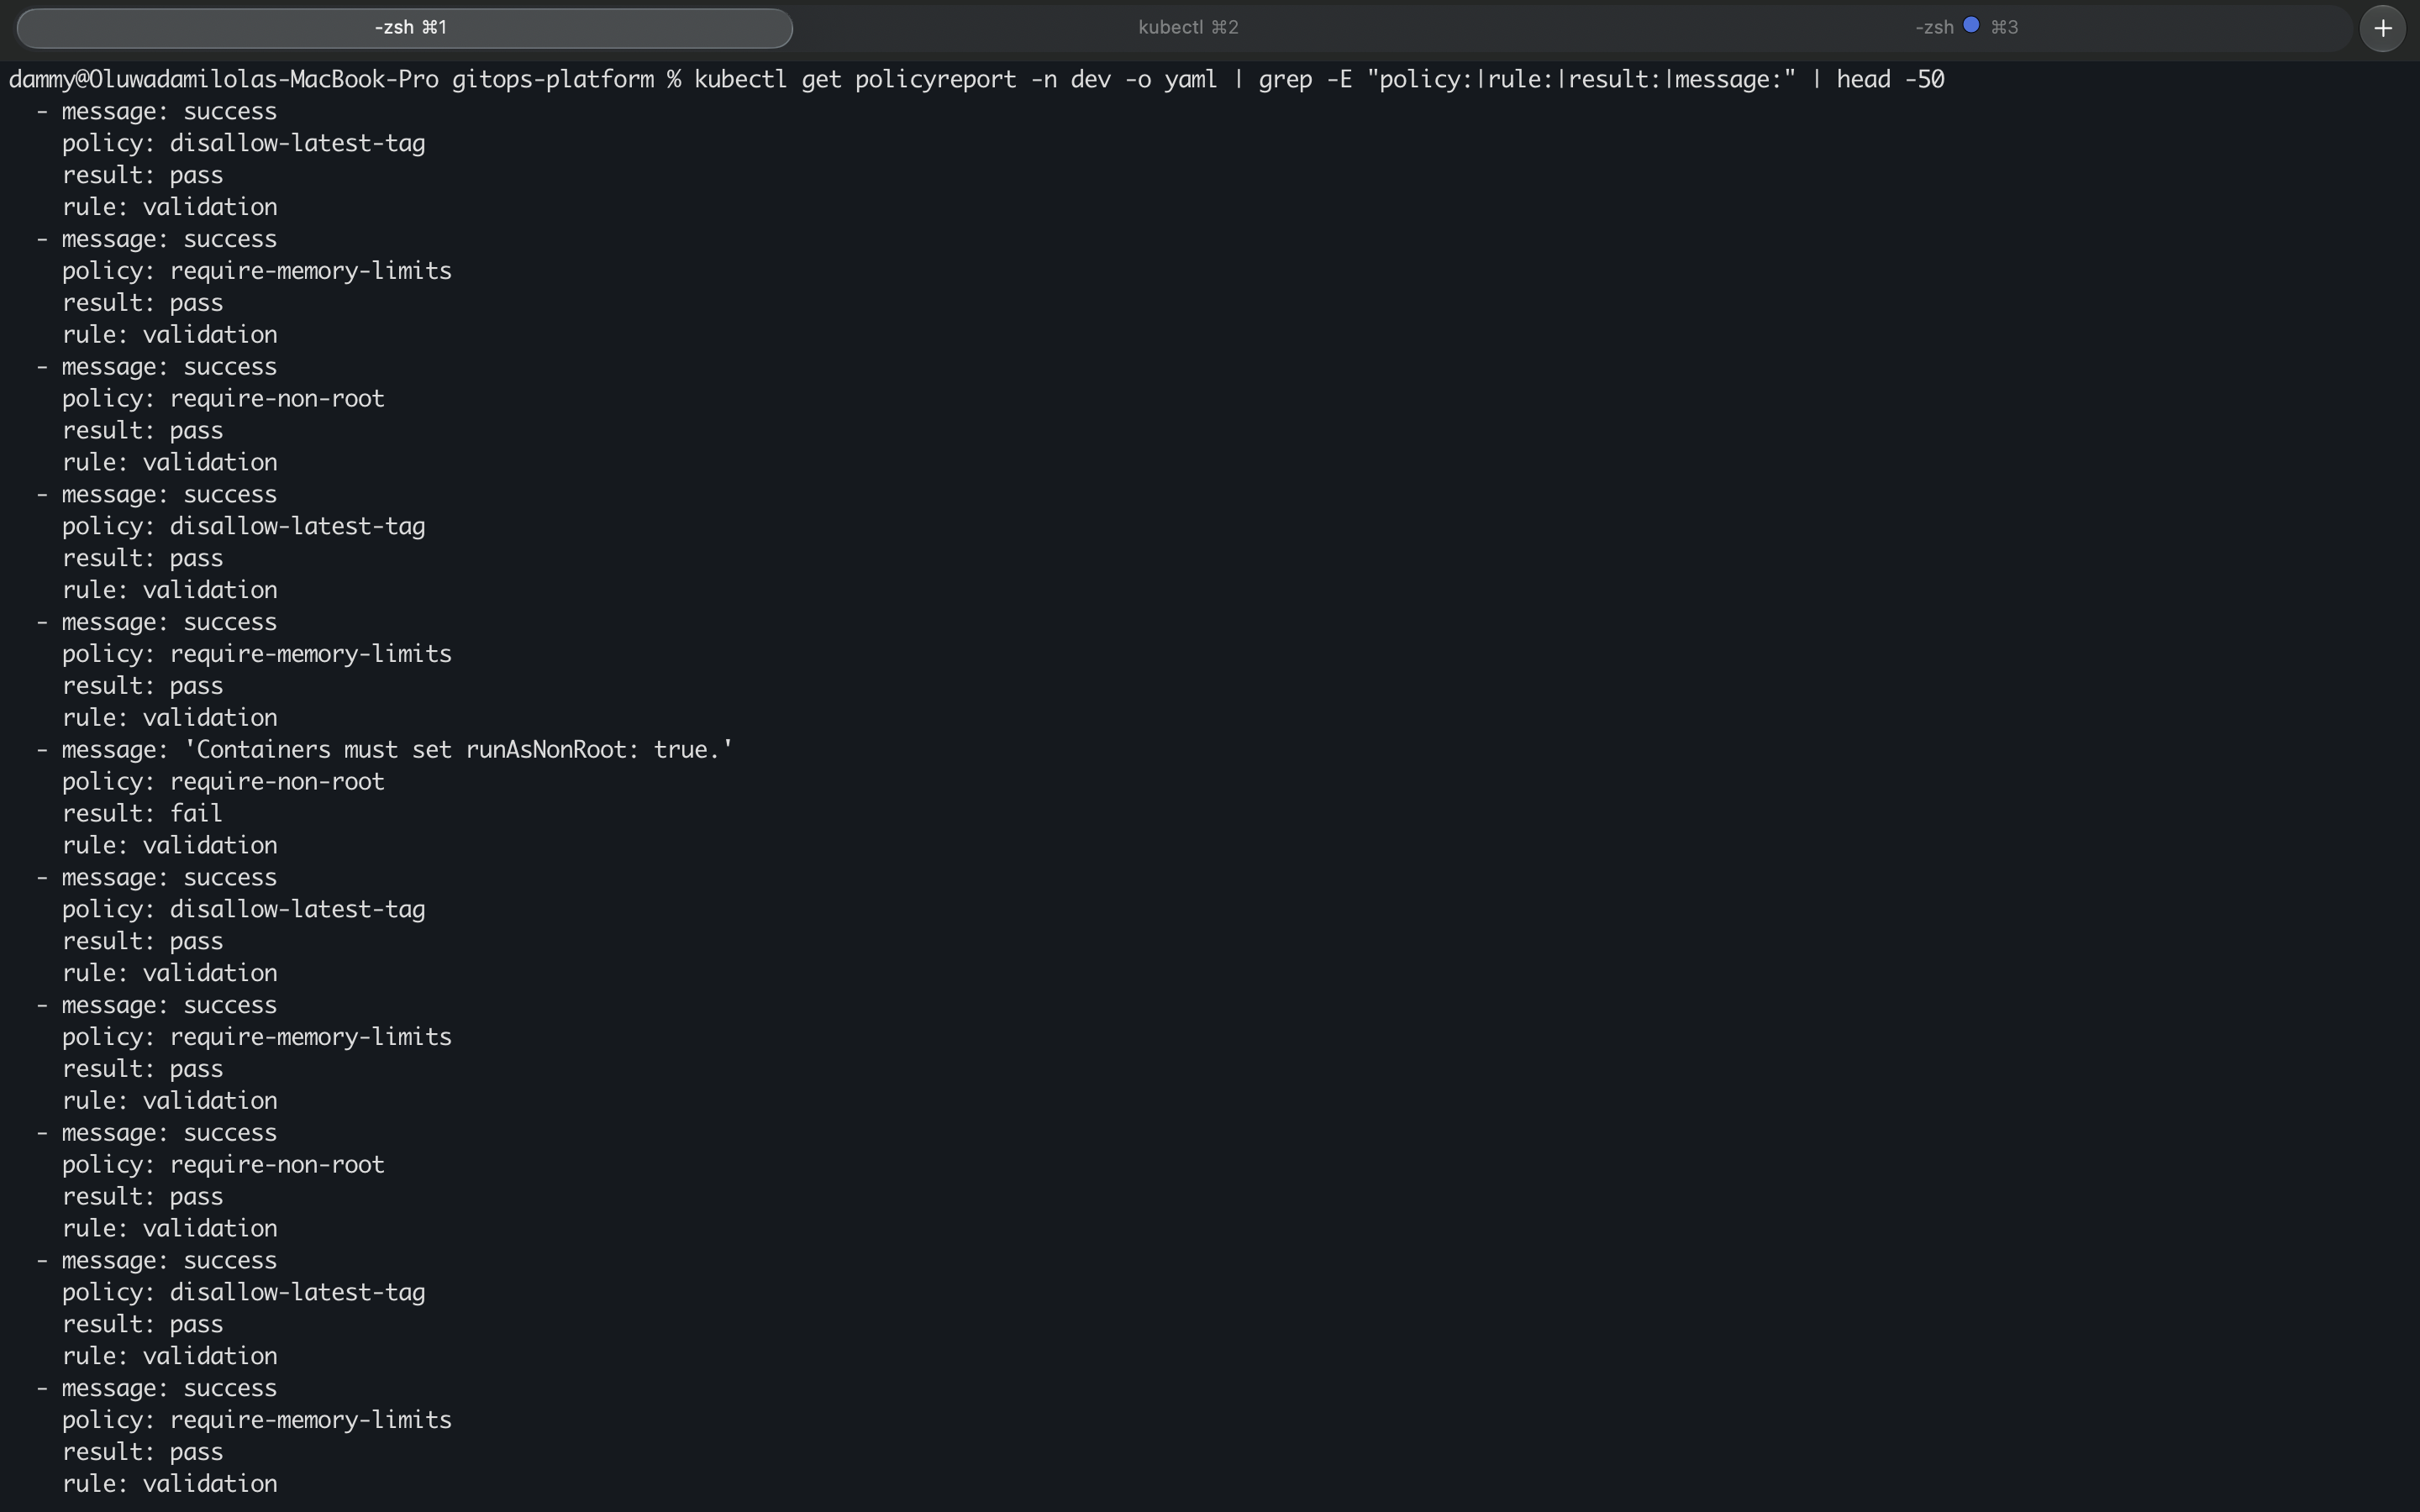 -zsh ⌘1
kubectl ⌘2
-zsh ⌘3
dammy@Oluwadamilolas-MacBook-Pro gitops-platform % kubectl get policyreport -n dev -o yaml | grep -E "policy:|rule:|result:|message:" | head -50
- message: success
policy: disallow-latest-tag
result: pass
rule: validation
- message: success
policy: require-memory-limits
result: pass
rule: validation
- message: success
policy: require-non-root
result: pass
rule: validation
- message: success
policy: disallow-latest-tag
result: pass
rule: validation
- message: success
policy: require-memory-limits
result: pass
rule: validation
- message: 'Containers must set runAsNonRoot: true.'
policy: require-non-root
result: fail
rule: validation
- message: success
policy: disallow-latest-tag
result: pass
rule: validation
- message: success
policy: require-memory-limits
result: pass
rule: validation
- message: success
policy: require-non-root
result: pass
rule: validation
- message: success
policy: disallow-latest-tag
result: pass
rule: validation
- message: success
policy: require-memory-limits
result: pass
rule: validation